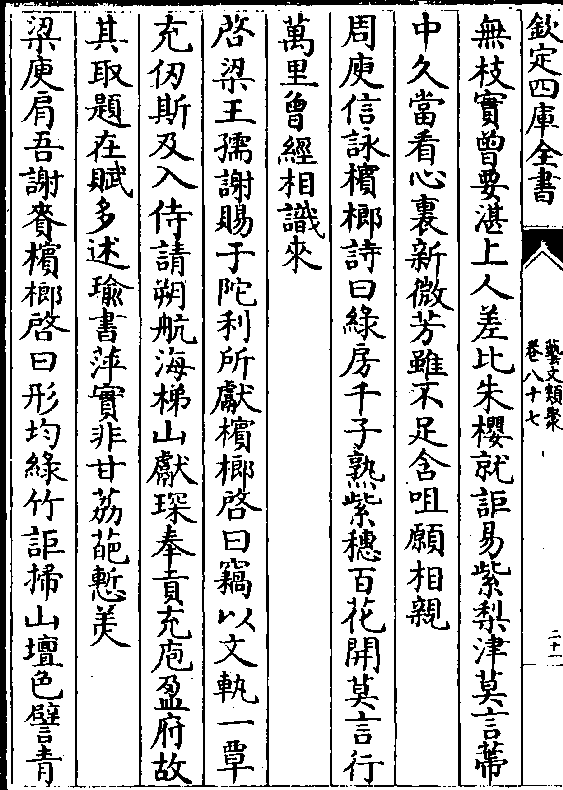 欽定四庫全書
藝文類聚
卷八十七
二十一
無枝實曾要湛上人差比朱櫻就詎易紫梨津莫言蔕
中久當看心裏新微芳雖不足含咀願相親
周庾信詠檳榔詩曰綠房千子熟紫穗百花開莫言行
萬里曾經相識來
啓梁王孺謝賜于陀利所獻檳榔啓曰竊以文軌一覃
充仞斯及入侍請朔航海梯山獻琛奉貢充庖盈府故
其取題在賦多述瑜書萍實非甘荔葩慙美
梁庾肩吾謝賚檳榔啓曰形均綠竹詎掃山壇色譬青